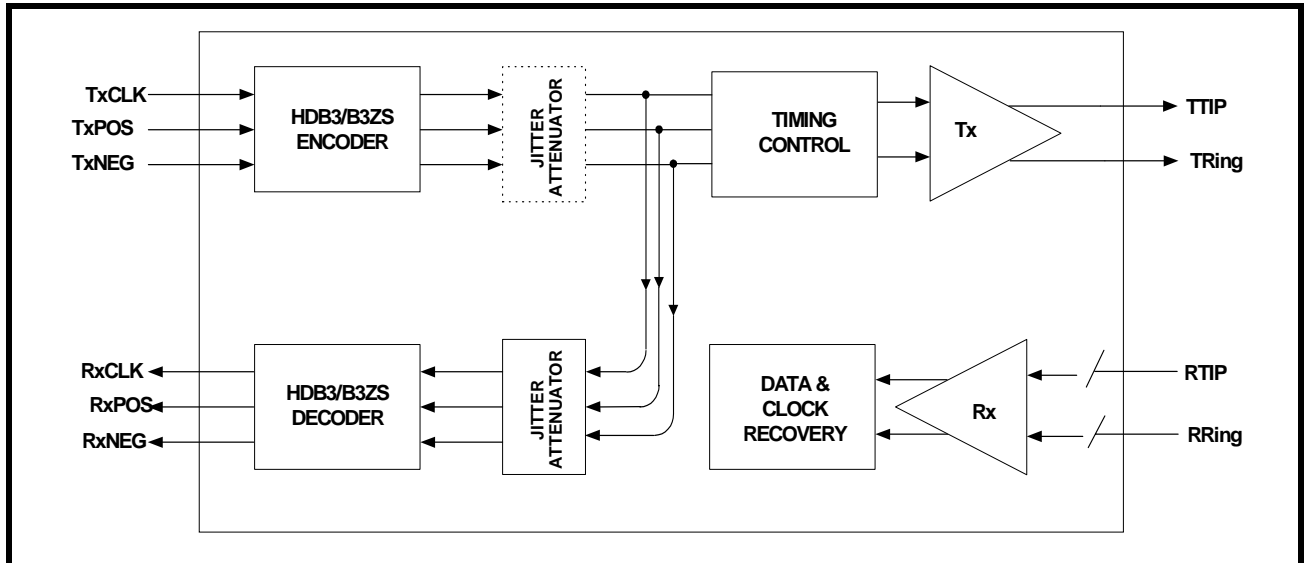 TxCLK
TxPOS
TxNEG
HDB3/B3ZS
ENCODER
JITTER
ATTENUATOR
TIMING
CONTROL
Tx
TTIP
TRing
RxCLK
RxPOS
RxNEG
HDB3/B3ZS
DECODER
JITTER
ATTENUATOR
DATA &
CLOCK
RECOVERY
Rx
RTIP
RRing